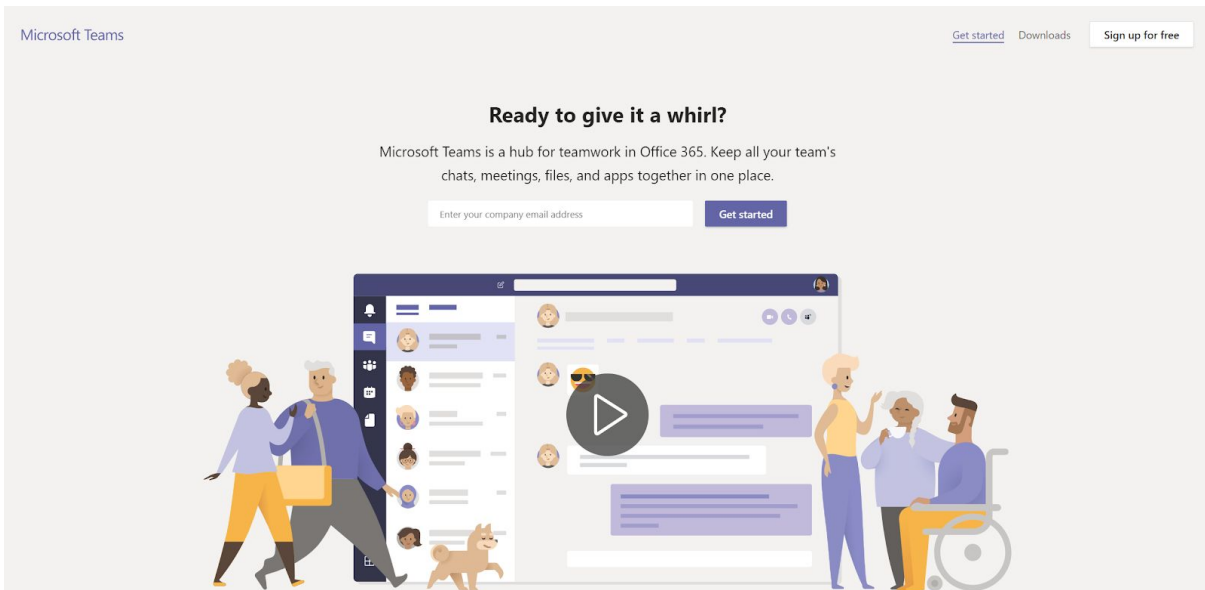 Microsoft Teams
Get started Downloads Sign up for free
Ready to give it a whirl?
Microsoft Teams is a hub for teamwork in Office 365. Keep all your team's
chats, meetings, files, and apps together in one place.
Enter your company email address Get started